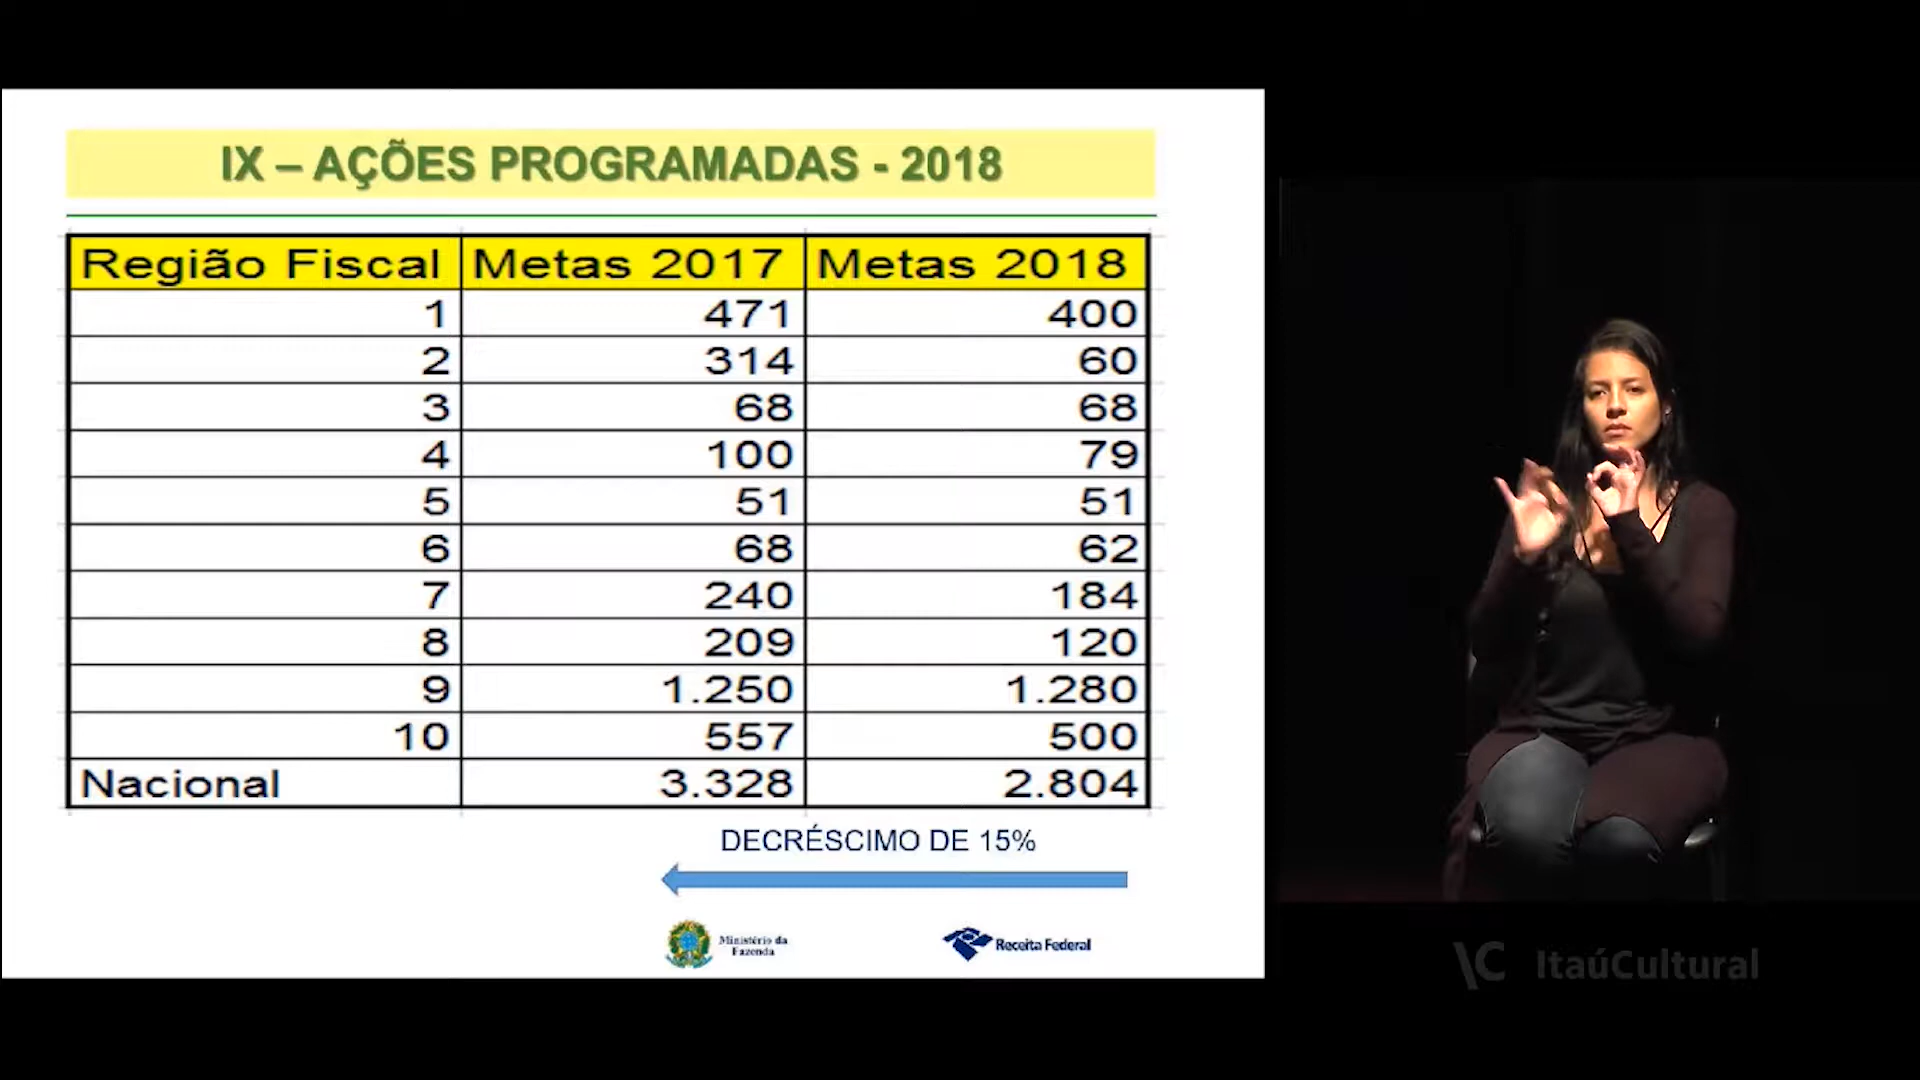 IX – AÇÕES PROGRAMADAS - 2018
Região Fiscal Metas 2017 Metas 2018
1 471 400
2 314 60
3 68 68
4 100 79
5 51 51
6 68 62
7 240 184
8 209 120
9 1.250 1.280
10 557 500
Nacional 3.328 2.804
DECRÉSCIMO DE 15%
Ministério da
Fazenda
Receita Federal
ItaúCultural